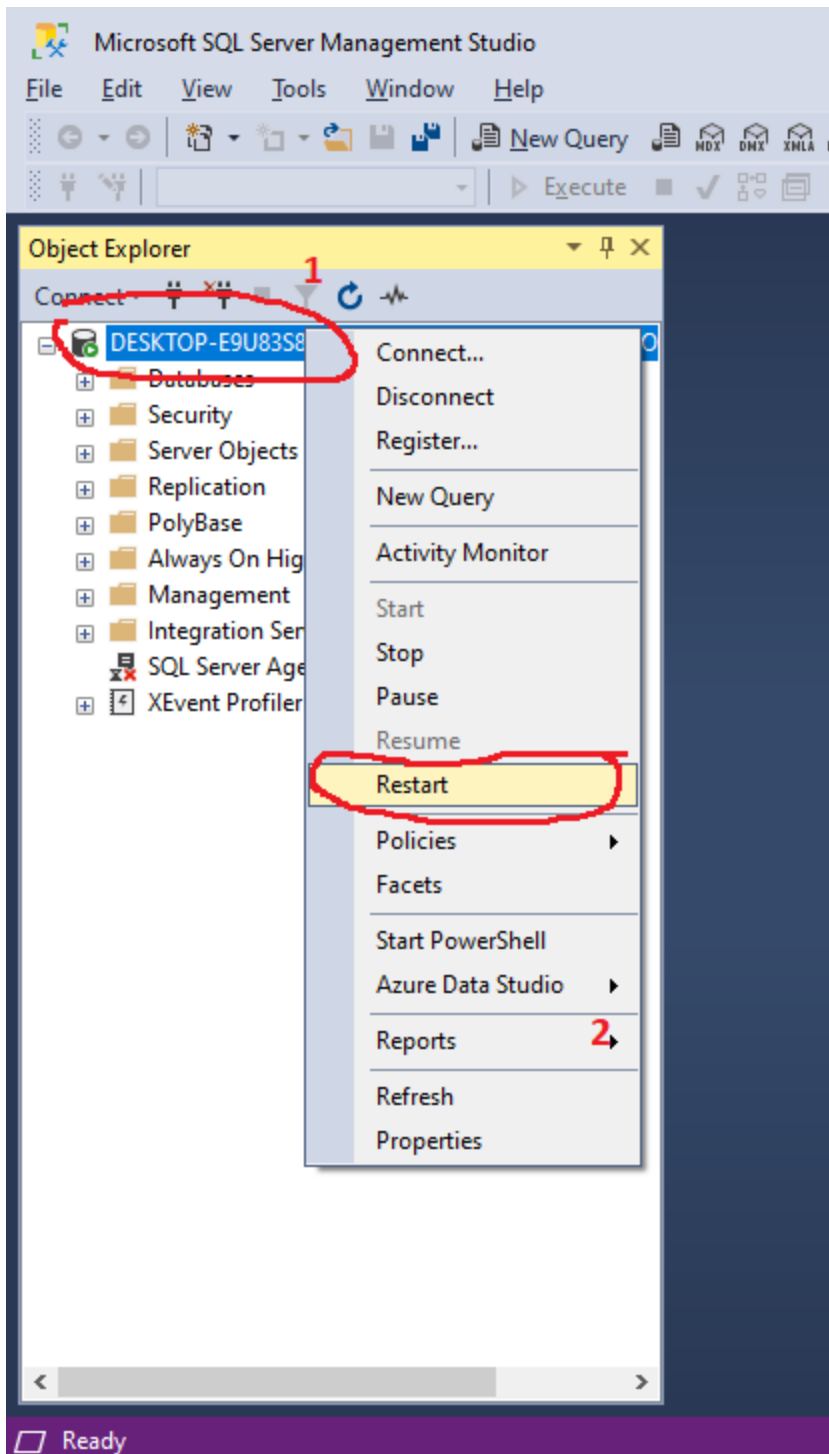 Microsoft SQL Server Management Studio
File Edit View Tools Window Help
New Query MDX DMX XMLA
Execute
Object Explorer
1
Connect
DESKTOP-E9U83S8
Databases
Security
Server Objects
Replication
PolyBase
Always On Hig
Management
Integration Ser
SQL Server Age
XEvent Profiler
Connect...
Disconnect
Register...
New Query
Activity Monitor
Start
Stop
Pause
Resume
Restart
Policies
Facets
Start PowerShell
Azure Data Studio
Reports 2
Refresh
Properties
Ready